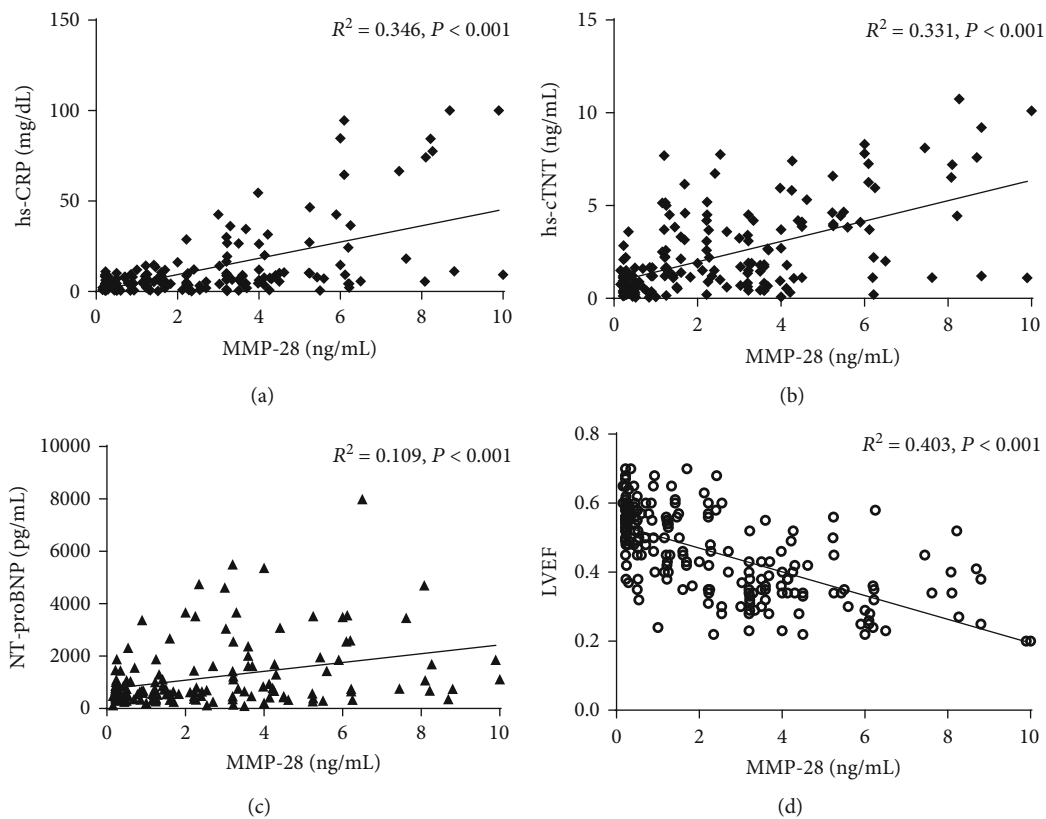 R² = 0.346, P < 0.001
hs-CRP (mg/dL)
150
100
50
0
0 2 4 6 8 10
MMP-28 (ng/mL)
(a)
R² = 0.331, P < 0.001
hs-cTNT (ng/mL)
15
10
5
0
0 2 4 6 8 10
MMP-28 (ng/mL)
(b)
R² = 0.109, P < 0.001
NT-proBNP (pg/mL)
10000
8000
6000
4000
2000
0
0 2 4 6 8 10
MMP-28 (ng/mL)
(c)
R² = 0.403, P < 0.001
LVEF
0.8
0.6
0.4
0.2
0.0
0 2 4 6 8 10
MMP-28 (ng/mL)
(d)